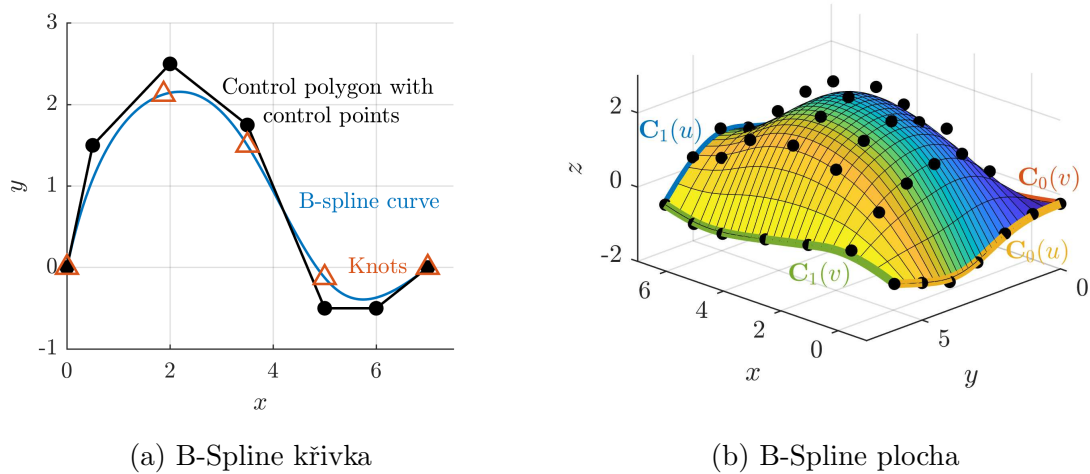 3
2
1
0
-1
0
2
4
6
x
y
Control polygon with
control points
B-spline curve
Knots
(a) B-Spline křivka
2
0
-2
z
6
4
2
0
x
5
0
y
C₁(u)
C₀(v)
C₀(u)
C₁(v)
(b) B-Spline plocha